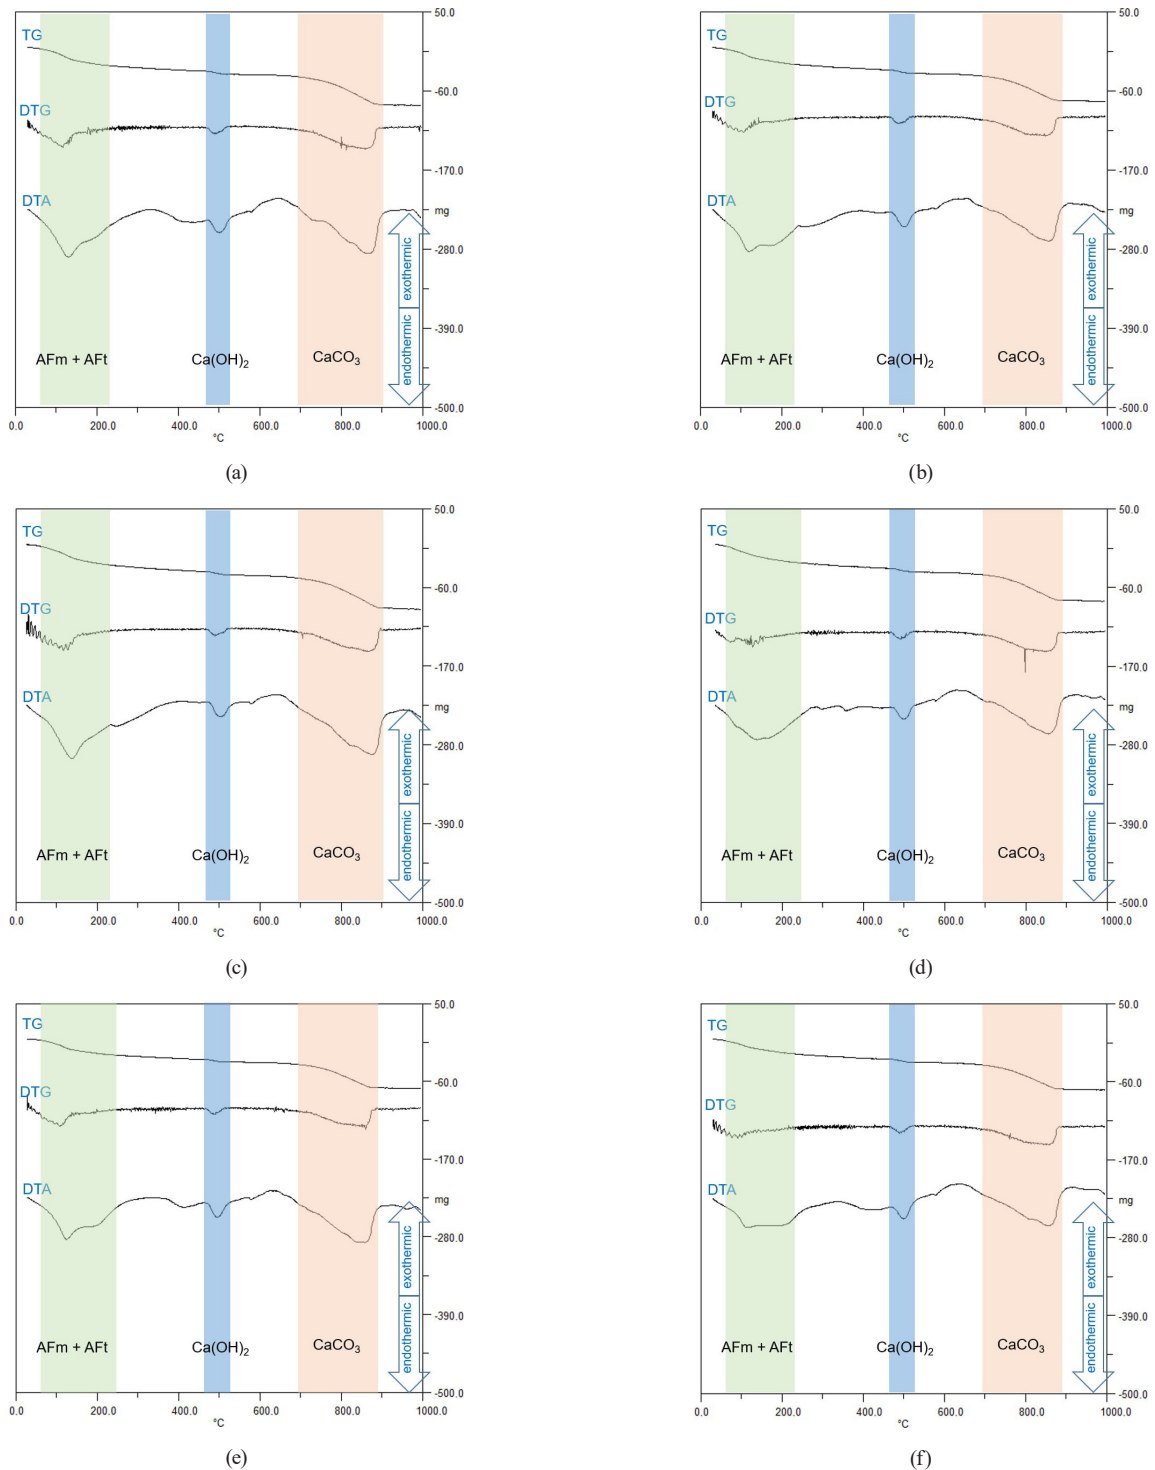 50.0
TG
-60.0
DTG
-170.0
DTA
mg
-280.0
exothermic
-390.0
endothermic
AFm + AFt
Ca(OH)2
CaCO3
-500.0
0.0 200.0 400.0 600.0 800.0 1000.0
°C
(a)
50.0
TG
-60.0
DTG
-170.0
DTA
mg
-280.0
exothermic
-390.0
endothermic
AFm + AFt
Ca(OH)2
CaCO3
-500.0
0.0 200.0 400.0 600.0 800.0 1000.0
°C
(b)
50.0
TG
-60.0
DTG
-170.0
DTA
mg
-280.0
exothermic
-390.0
endothermic
AFm + AFt
Ca(OH)2
CaCO3
-500.0
0.0 200.0 400.0 600.0 800.0 1000.0
°C
(c)
50.0
TG
-60.0
DTG
-170.0
DTA
mg
-280.0
exothermic
-390.0
endothermic
AFm + AFt
Ca(OH)2
CaCO3
-500.0
0.0 200.0 400.0 600.0 800.0 1000.0
°C
(d)
50.0
TG
-60.0
DTG
-170.0
DTA
mg
-280.0
exothermic
-390.0
endothermic
AFm + AFt
Ca(OH)2
CaCO3
-500.0
0.0 200.0 400.0 600.0 800.0 1000.0
°C
(e)
50.0
TG
-60.0
DTG
-170.0
DTA
mg
-280.0
exothermic
-390.0
endothermic
AFm + AFt
Ca(OH)2
CaCO3
-500.0
0.0 200.0 400.0 600.0 800.0 1000.0
°C
(f)